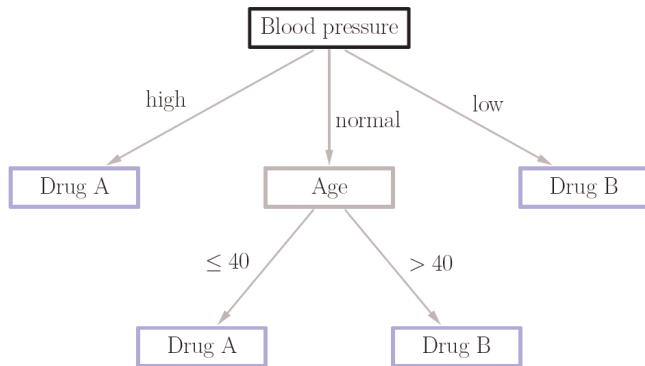 Blood pressure
high
normal
low
Drug A
Age
Drug B
≤ 40
> 40
Drug A
Drug B